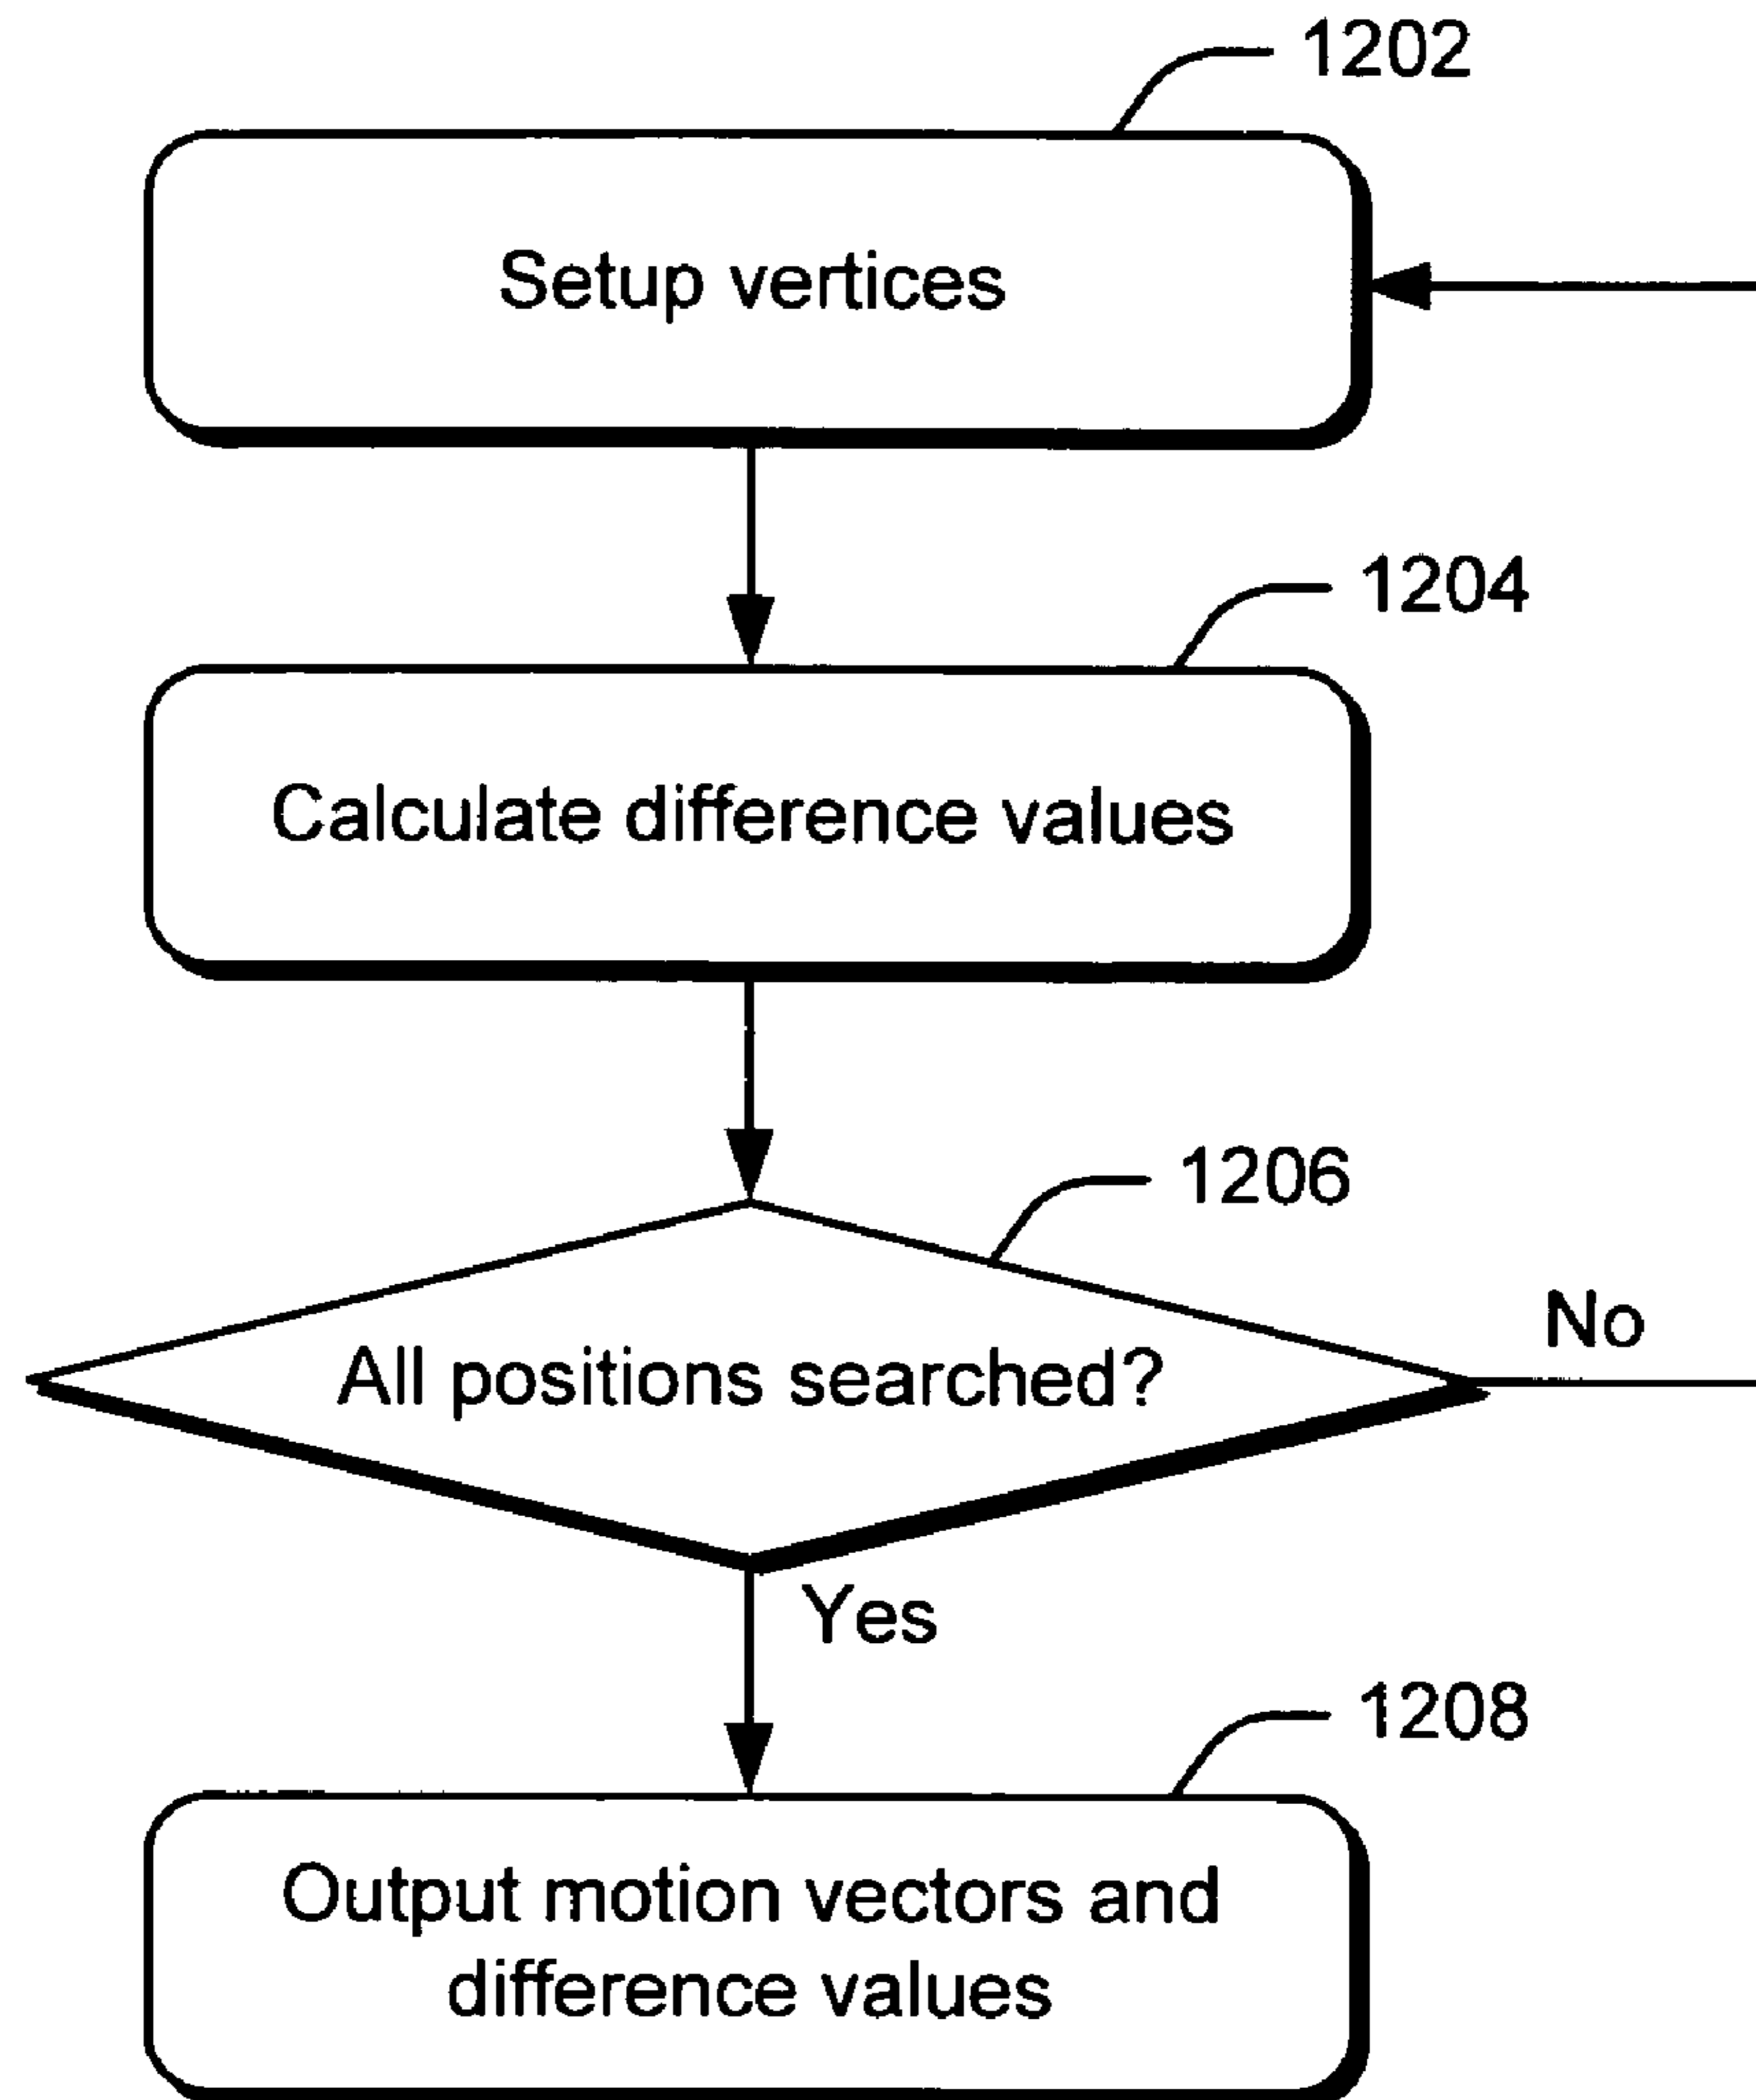 1202
Setup vertices
1204
Calculate difference values
1206
All positions searched?
No
Yes
1208
Output motion vectors and
difference values